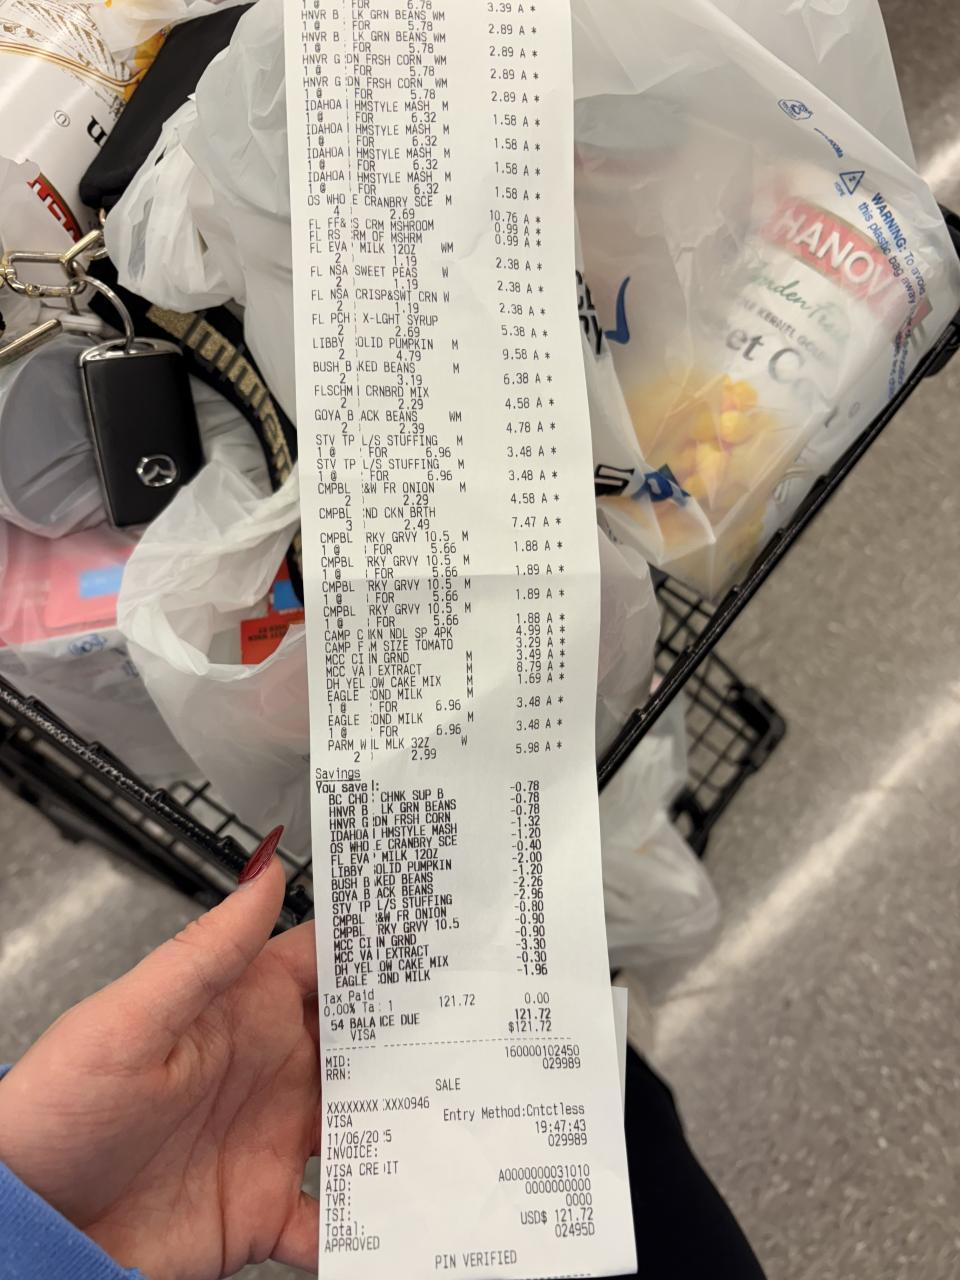 1 @ FOR 6.78 3.39 A *
HNVR B LK GRN BEANS WM
1 @ FOR 5.78 2.89 A *
HNVR B LK GRN BEANS WM
1 @ FOR 5.78 2.89 A *
HNVR G DN FRSH CORN WM
1 @ FOR 5.78 2.89 A *
HNVR G DN FRSH CORN WM
1 @ FOR 5.78 2.89 A *
IDAHOA HMSTYLE MASH M
1 @ FOR 6.32 1.58 A *
IDAHOA HMSTYLE MASH M
1 @ FOR 6.32 1.58 A *
IDAHOA HMSTYLE MASH M
1 @ FOR 6.32 1.58 A *
IDAHOA HMSTYLE MASH M
1 @ FOR 6.32 1.58 A *
OS WHO E CRANBRY SCE M
4 2.69 10.76 A *
FL FF& S CRM MSHROOM 0.99 A *
FL RS RM OF MSHRM 0.99 A *
FL EVA MILK 12OZ WM
2 1.19 2.38 A *
FL NSA SWEET PEAS W
2 1.19 2.38 A *
FL NSA CRISP&SWT CRN W
2 1.19 2.38 A *
FL PCH X-LGHT SYRUP
2 2.69 5.38 A *
LIBBY OLID PUMPKIN M
2 4.79 9.58 A *
BUSH B KED BEANS M
2 3.19 6.38 A *
FLSCHM CRNBRD MIX
2 2.29 4.58 A *
GOYA B ACK BEANS WM
2 2.39 4.78 A *
STV TP L/S STUFFING M
1 @ FOR 6.96 3.48 A *
STV TP L/S STUFFING M
1 @ FOR 6.96 3.48 A *
CMPBL &W FR ONION M
2 2.29 4.58 A *
CMPBL ND CKN BRTH
3 2.49 7.47 A *
CMPBL RKY GRVY 10.5 M
1 @ FOR 5.66 1.88 A *
CMPBL RKY GRVY 10.5 M
1 @ FOR 5.66 1.89 A *
CMPBL RKY GRVY 10.5 M
1 @ FOR 5.66 1.89 A *
CMPBL RKY GRVY 10.5 M
1 @ FOR 5.66 1.88 A *
CAMP C KN NDL SP 4PK 4.99 A *
CAMP F M SIZE TOMATO 3.29 A *
MCC CI N GRND M 3.49 A *
MCC VA EXTRACT M 8.79 A *
DH YEL OW CAKE MIX M 1.69 A *
EAGLE OND MILK M
1 @ FOR 6.96 3.48 A *
EAGLE OND MILK M
1 @ FOR 6.96 3.48 A *
PARM W L MLK 32Z W
2 2.99 5.98 A *
Savings
You save :
BC CHO CHNK SUP B -0.78
HNVR B LK GRN BEANS -0.78
HNVR G DN FRSH CORN -0.78
IDAHOA HMSTYLE MASH -1.32
OS WHO E CRANBRY SCE -1.20
FL EVA MILK 12OZ -0.40
LIBBY OLID PUMPKIN -2.00
BUSH B KED BEANS -1.20
GOYA B ACK BEANS -2.26
STV TP L/S STUFFING -2.96
CMPBL &W FR ONION -0.80
CMPBL RKY GRVY 10.5 -0.90
MCC CI N GRND -0.90
MCC VA EXTRACT -3.30
DH YEL OW CAKE MIX -0.30
EAGLE OND MILK -1.96
Tax Paid
0.00% Ta : 1 121.72 0.00
54 BALA CE DUE 121.72
VISA $121.72
MID: 160000102450
RRN: 029989
SALE
XXXXXXXX XXX0946
VISA Entry Method:Cntctless
11/06/20 5 19:47:43
INVOICE: 029989
VISA CRE IT
AID: A0000000031010
TVR: 0000000000
TSI: 0000
Total: USD$ 121.72
APPROVED 02495D
PIN VERIFIED
HANOV
et Co
WARNING: To avoid
this plastic bag away